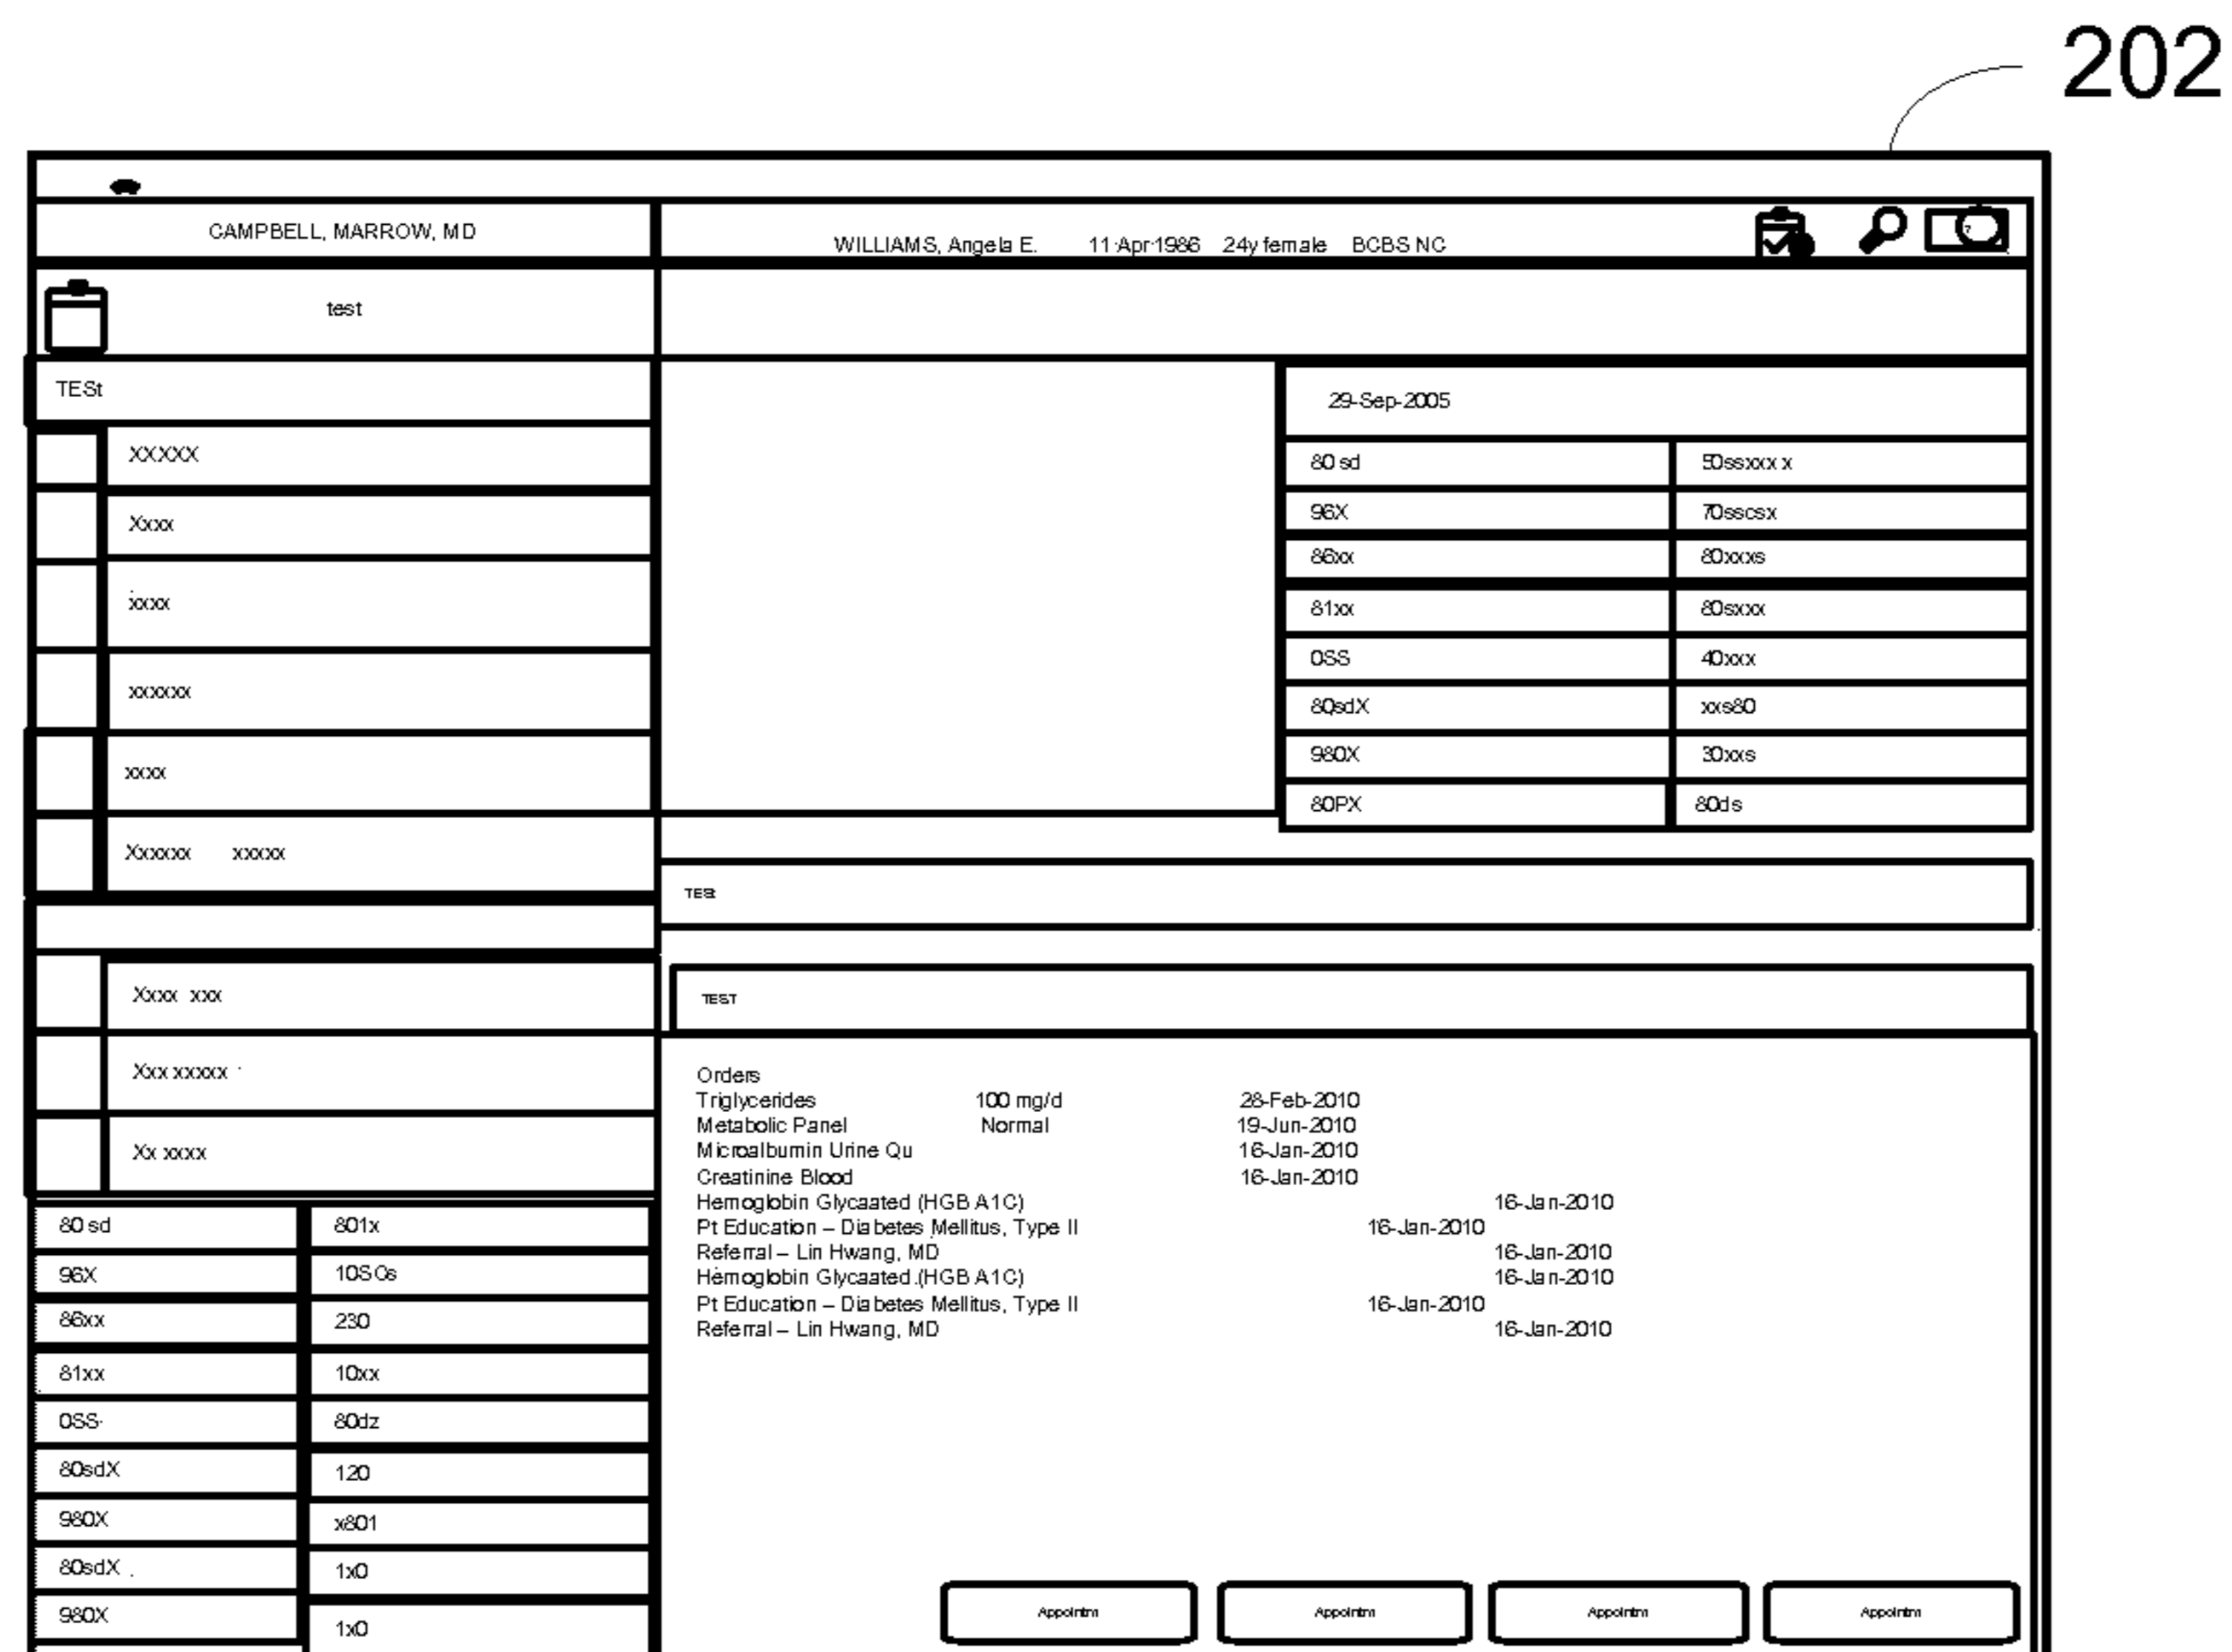 202
CAMPBELL, MARROW, MD
WILLIAMS, Angela E. 11-Apr-1986 24y female BCBS NC
test
TESt
XXXXX
Xxxx
xxxx
xxxxxx
xxxx
Xxxxxx xxxxx
Xxxx xxx
Xxx xxxxx
Xx xxxx
80 sd 801x
96X 10SOs
86xx 230
81xx 10xx
0SS 80dz
80sdX 120
980X x801
80sdX 1x0
980X 1x0
29-Sep-2005
80 sd 50ssxxx x
96X 70sscsx
86xx 80xxxs
81xx 80sxxx
0SS 40xxx
80sdX xxs80
980X 30xxs
80PX 80ds
TESt
TEST
Orders
Triglycerides 100 mg/d 28-Feb-2010
Metabolic Panel Normal 19-Jun-2010
Microalbumin Urine Qu 16-Jan-2010
Creatinine Blood 16-Jan-2010
Hemoglobin Glycaated (HGB A1C) 16-Jan-2010
Pt Education – Diabetes Mellitus, Type II 16-Jan-2010
Referral – Lin Hwang, MD 16-Jan-2010
Hemoglobin Glycaated (HGB A1C) 16-Jan-2010
Pt Education – Diabetes Mellitus, Type II 16-Jan-2010
Referral – Lin Hwang, MD 16-Jan-2010
Appointm Appointm Appointm Appointm